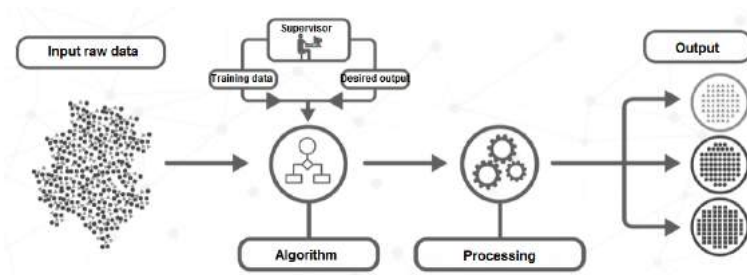 Supervisor
Input raw data
Output
Training data
Desired output
Algorithm
Processing